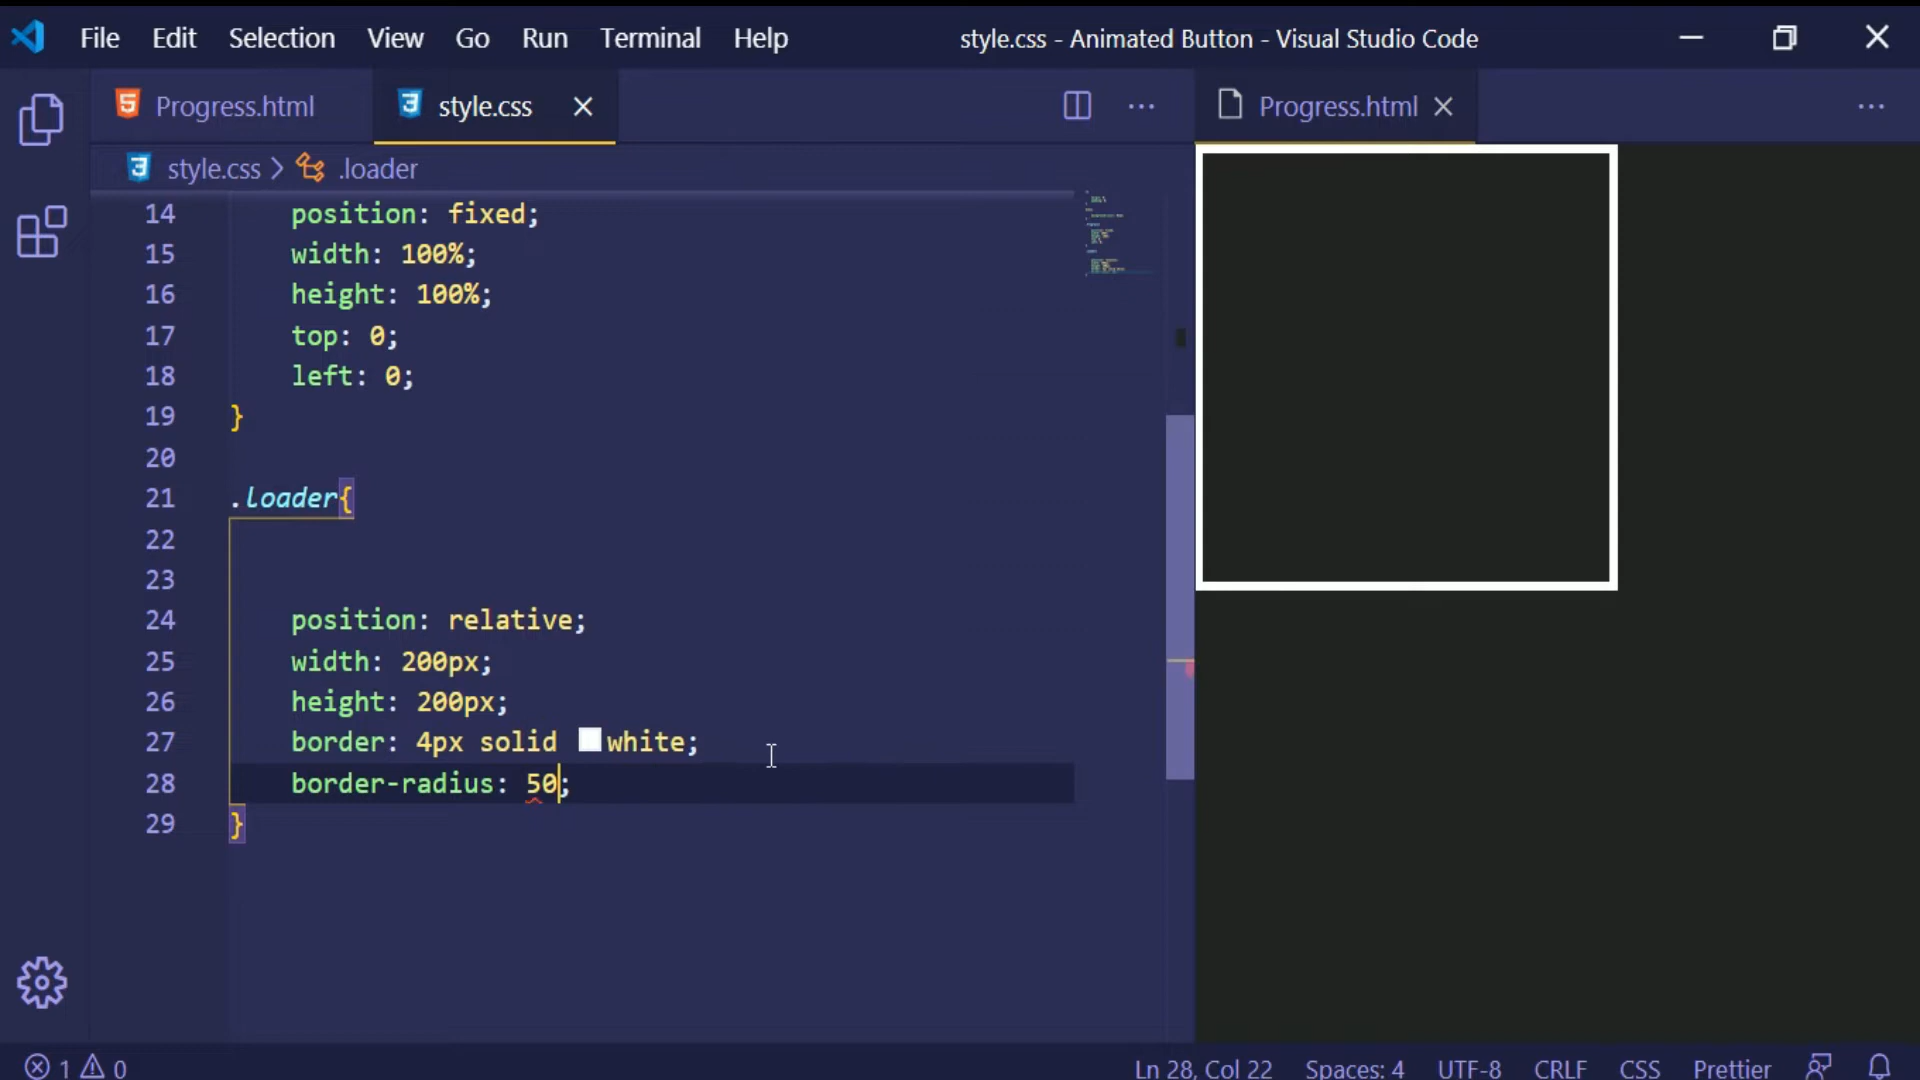 File Edit Selection View Go Run Terminal Help style.css - Animated Button - Visual Studio Code
Progress.html style.css Progress.html
style.css > .loader
14 position: fixed;
15 width: 100%;
16 height: 100%;
17 top: 0;
18 left: 0;
19 }
20
21 .loader{
22
23
24 position: relative;
25 width: 200px;
26 height: 200px;
27 border: 4px solid white;
28 border-radius: 50;
29 }
1 0 Ln 28, Col 22 Spaces: 4 UTF-8 CRLF CSS Prettier